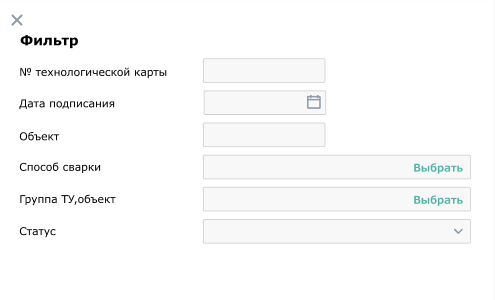 Фильтр
№ технологической карты
Дата подписания
Объект
Способ сварки Выбрать
Группа ТУ,объект Выбрать
Статус